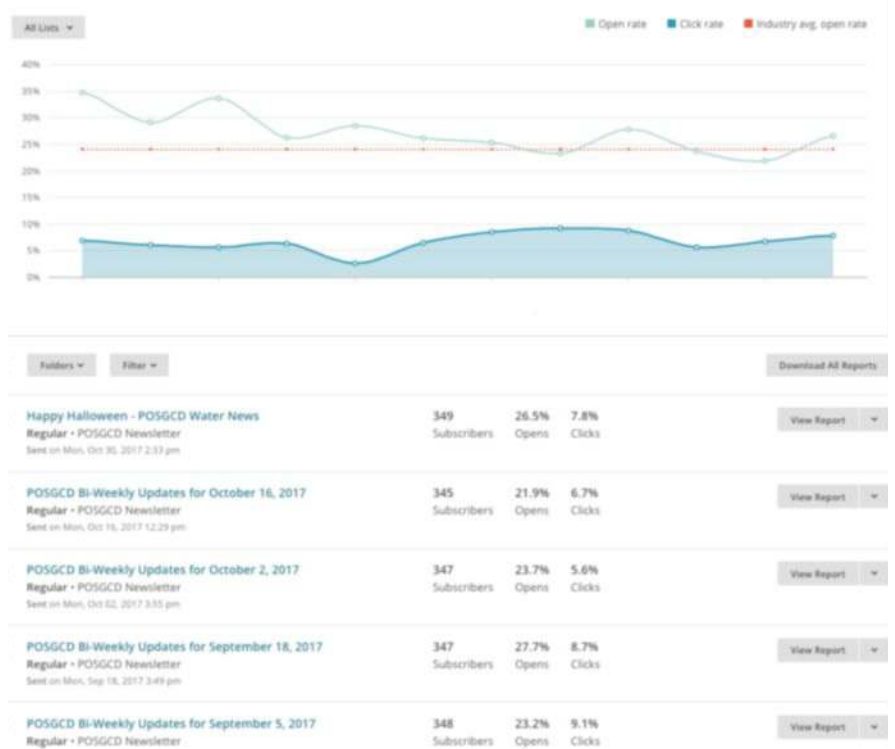 All Lists
Open rate Click rate Industry avg. open rate
40%
35%
30%
25%
20%
15%
10%
5%
0%
Folders Filter Download All Reports
Happy Halloween - POSGCD Water News 349 26.5% 7.8% View Report
Regular • POSGCD Newsletter Subscribers Opens Clicks
Sent on Mon, Oct 30, 2017 2:33 pm
POSGCD Bi-Weekly Updates for October 16, 2017 345 21.9% 6.7% View Report
Regular • POSGCD Newsletter Subscribers Opens Clicks
Sent on Mon, Oct 16, 2017 12:29 pm
POSGCD Bi-Weekly Updates for October 2, 2017 347 23.7% 5.6% View Report
Regular • POSGCD Newsletter Subscribers Opens Clicks
Sent on Mon, Oct 02, 2017 3:55 pm
POSGCD Bi-Weekly Updates for September 18, 2017 347 27.7% 8.7% View Report
Regular • POSGCD Newsletter Subscribers Opens Clicks
Sent on Mon, Sep 18, 2017 3:49 pm
POSGCD Bi-Weekly Updates for September 5, 2017 348 23.2% 9.1% View Report
Regular • POSGCD Newsletter Subscribers Opens Clicks